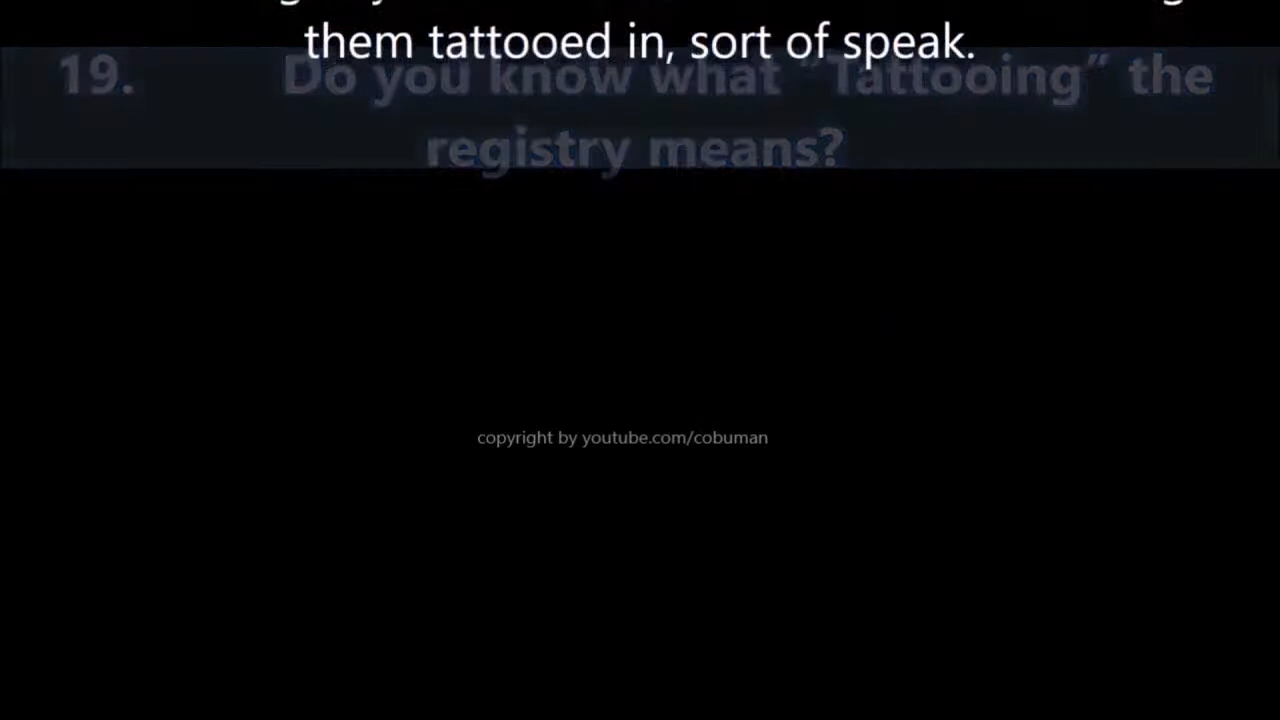 them tattooed in, sort of speak.
19. Do you know what “Tattooing” the
registry means?
copyright by youtube.com/cobuman